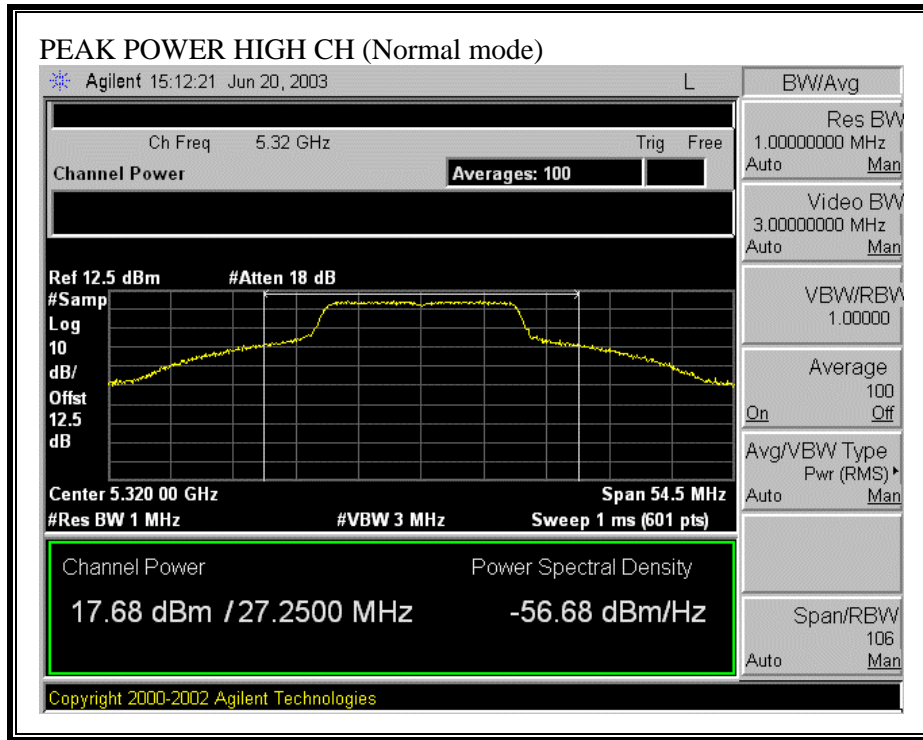 PEAK POWER HIGH CH (Normal mode)
Agilent 15:12:21 Jun 20, 2003 L
Ch Freq 5.32 GHz Trig Free
Channel Power Averages: 100
Ref 12.5 dBm #Atten 18 dB
#Samp
Log
10
dB/
Offst
12.5
dB
Center 5.320 00 GHz Span 54.5 MHz
#Res BW 1 MHz #VBW 3 MHz Sweep 1 ms (601 pts)
Channel Power Power Spectral Density
17.68 dBm / 27.2500 MHz -56.68 dBm/Hz
Copyright 2000-2002 Agilent Technologies
BW/Avg
Res BW
1.00000000 MHz
Auto Man
Video BW
3.00000000 MHz
Auto Man
VBW/RBW
1.00000
Average
100
On Off
Avg/VBW Type
Pwr (RMS)
Auto Man
Span/RBW
106
Auto Man